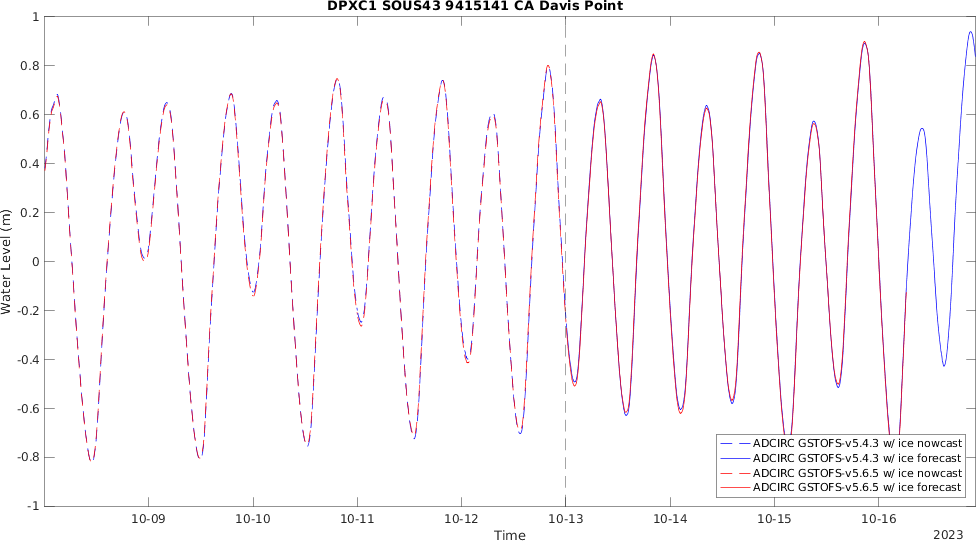 DPXC1 SOUS43 9415141 CA Davis Point
1
0.8
0.6
0.4
0.2
0
-0.2
-0.4
-0.6
-0.8
-1
Water Level (m)
ADCIRC GSTOFS-v5.4.3 w/ ice nowcast
ADCIRC GSTOFS-v5.4.3 w/ ice forecast
ADCIRC GSTOFS-v5.6.5 w/ ice nowcast
ADCIRC GSTOFS-v5.6.5 w/ ice forecast
10-09 10-10 10-11 10-12 10-13 10-14 10-15 10-16
Time
2023